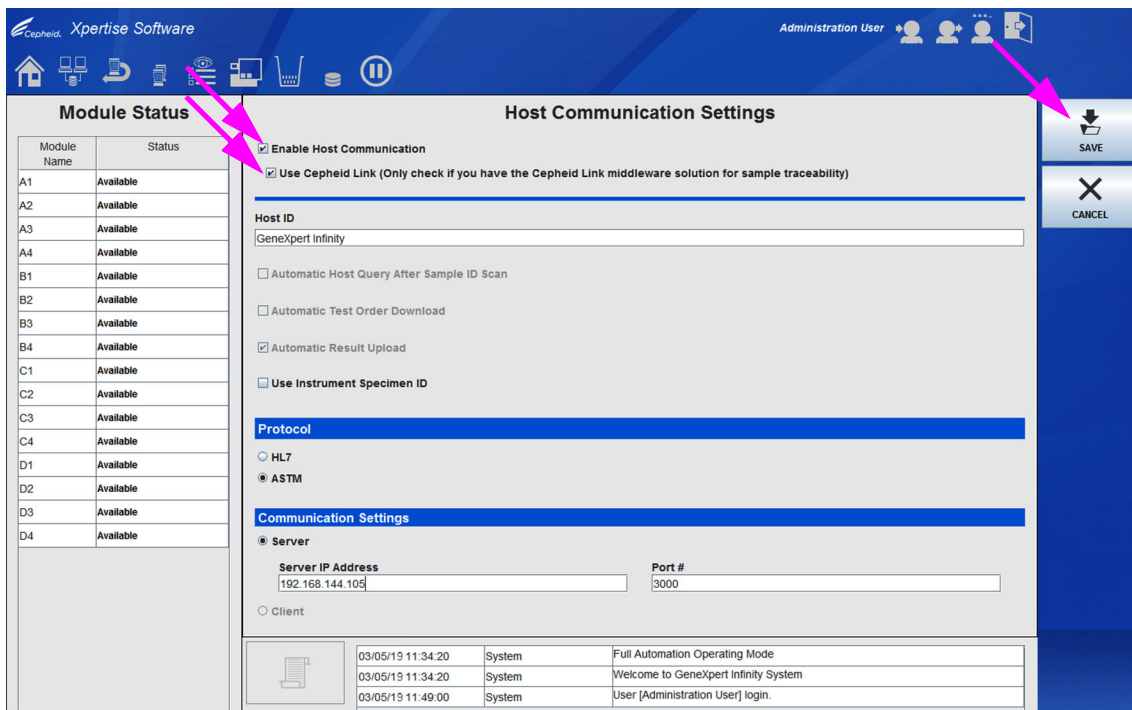 Cepheid. Xpertise Software
Administration User
Module Status
Module Name Status
A1 Available
A2 Available
A3 Available
A4 Available
B1 Available
B2 Available
B3 Available
B4 Available
C1 Available
C2 Available
C3 Available
C4 Available
D1 Available
D2 Available
D3 Available
D4 Available
Host Communication Settings
Enable Host Communication
Use Cepheid Link (Only check if you have the Cepheid Link middleware solution for sample traceability)
Host ID
GeneXpert Infinity
Automatic Host Query After Sample ID Scan
Automatic Test Order Download
Automatic Result Upload
Use Instrument Specimen ID
Protocol
HL7
ASTM
Communication Settings
Server
Server IP Address Port #
192.168.144.105 3000
Client
03/05/19 11:34:20 System Full Automation Operating Mode
03/05/19 11:34:20 System Welcome to GeneXpert Infinity System
03/05/19 11:49:00 System User [Administration User] login.
SAVE
CANCEL